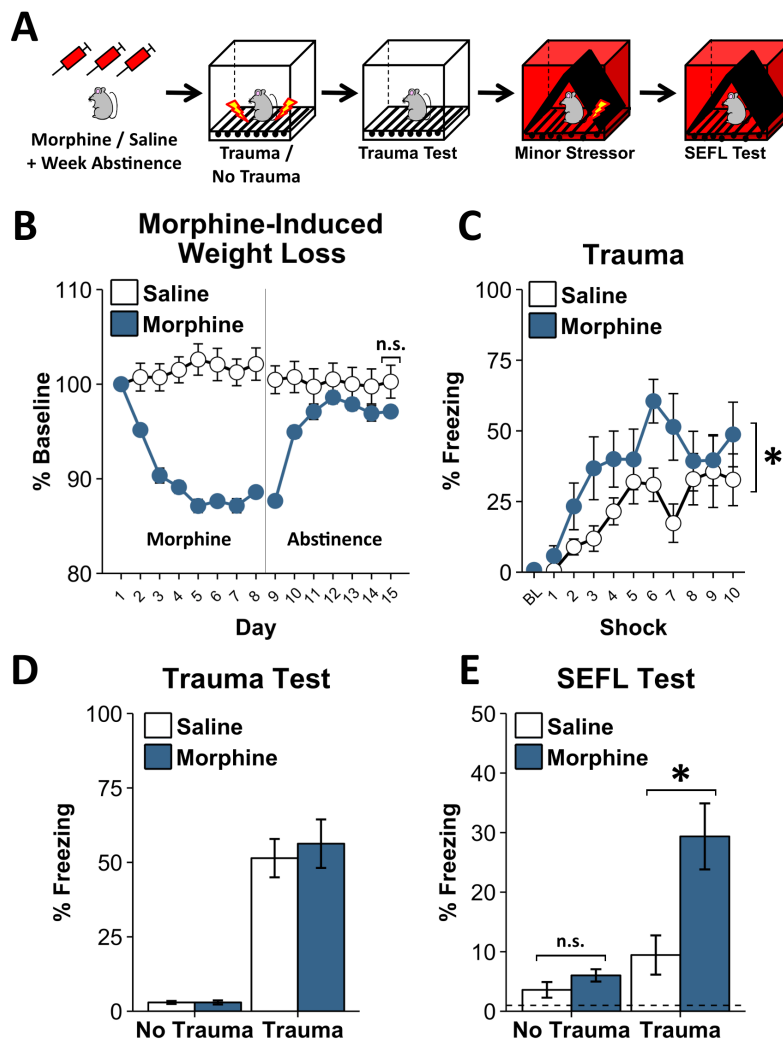 A
Morphine / Saline
+ Week Abstinence
Trauma /
No Trauma
Trauma Test
Minor Stressor
SEFL Test
B
Morphine-Induced
Weight Loss
110
100
90
80
% Baseline
Saline
Morphine
n.s.
Morphine
Abstinence
1 2 3 4 5 6 7 8 9 10 11 12 13 14 15
Day
C
Trauma
100
75
50
25
0
% Freezing
Saline
Morphine
*
BL 1 2 3 4 5 6 7 8 9 10
Shock
D
Trauma Test
100
75
50
25
0
% Freezing
Saline
Morphine
No Trauma Trauma
E
SEFL Test
50
40
30
20
10
0
% Freezing
Saline
Morphine
n.s.
*
No Trauma Trauma